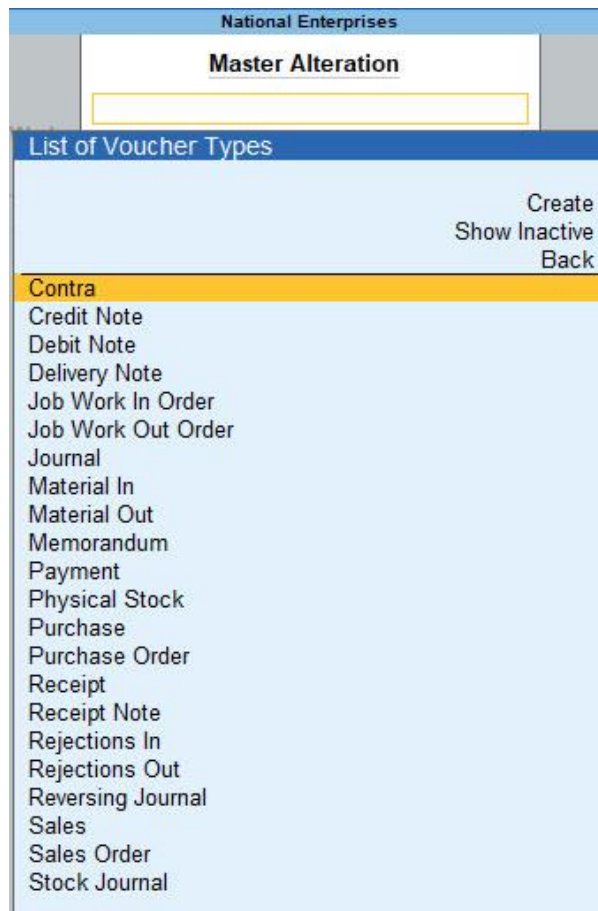 National Enterprises
Master Alteration
List of Voucher Types
Create
Show Inactive
Back
Contra
Credit Note
Debit Note
Delivery Note
Job Work In Order
Job Work Out Order
Journal
Material In
Material Out
Memorandum
Payment
Physical Stock
Purchase
Purchase Order
Receipt
Receipt Note
Rejections In
Rejections Out
Reversing Journal
Sales
Sales Order
Stock Journal